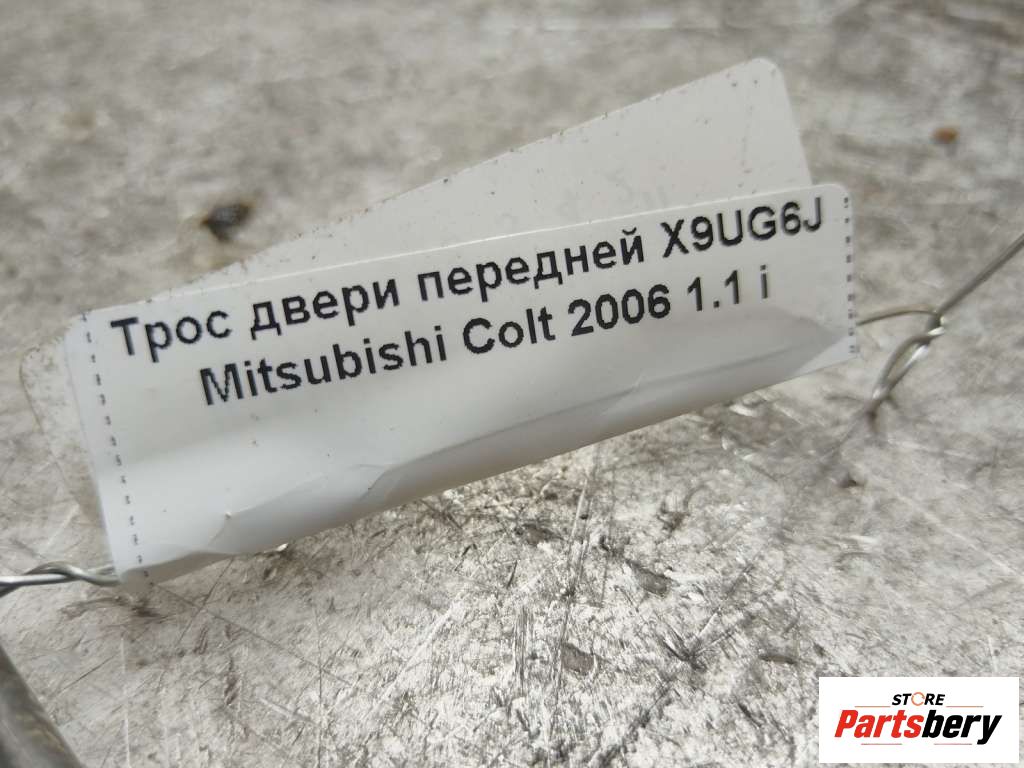 Трос двери передней X9UG6J
Mitsubishi Colt 2006 1.1 i
STORE
Partsbery